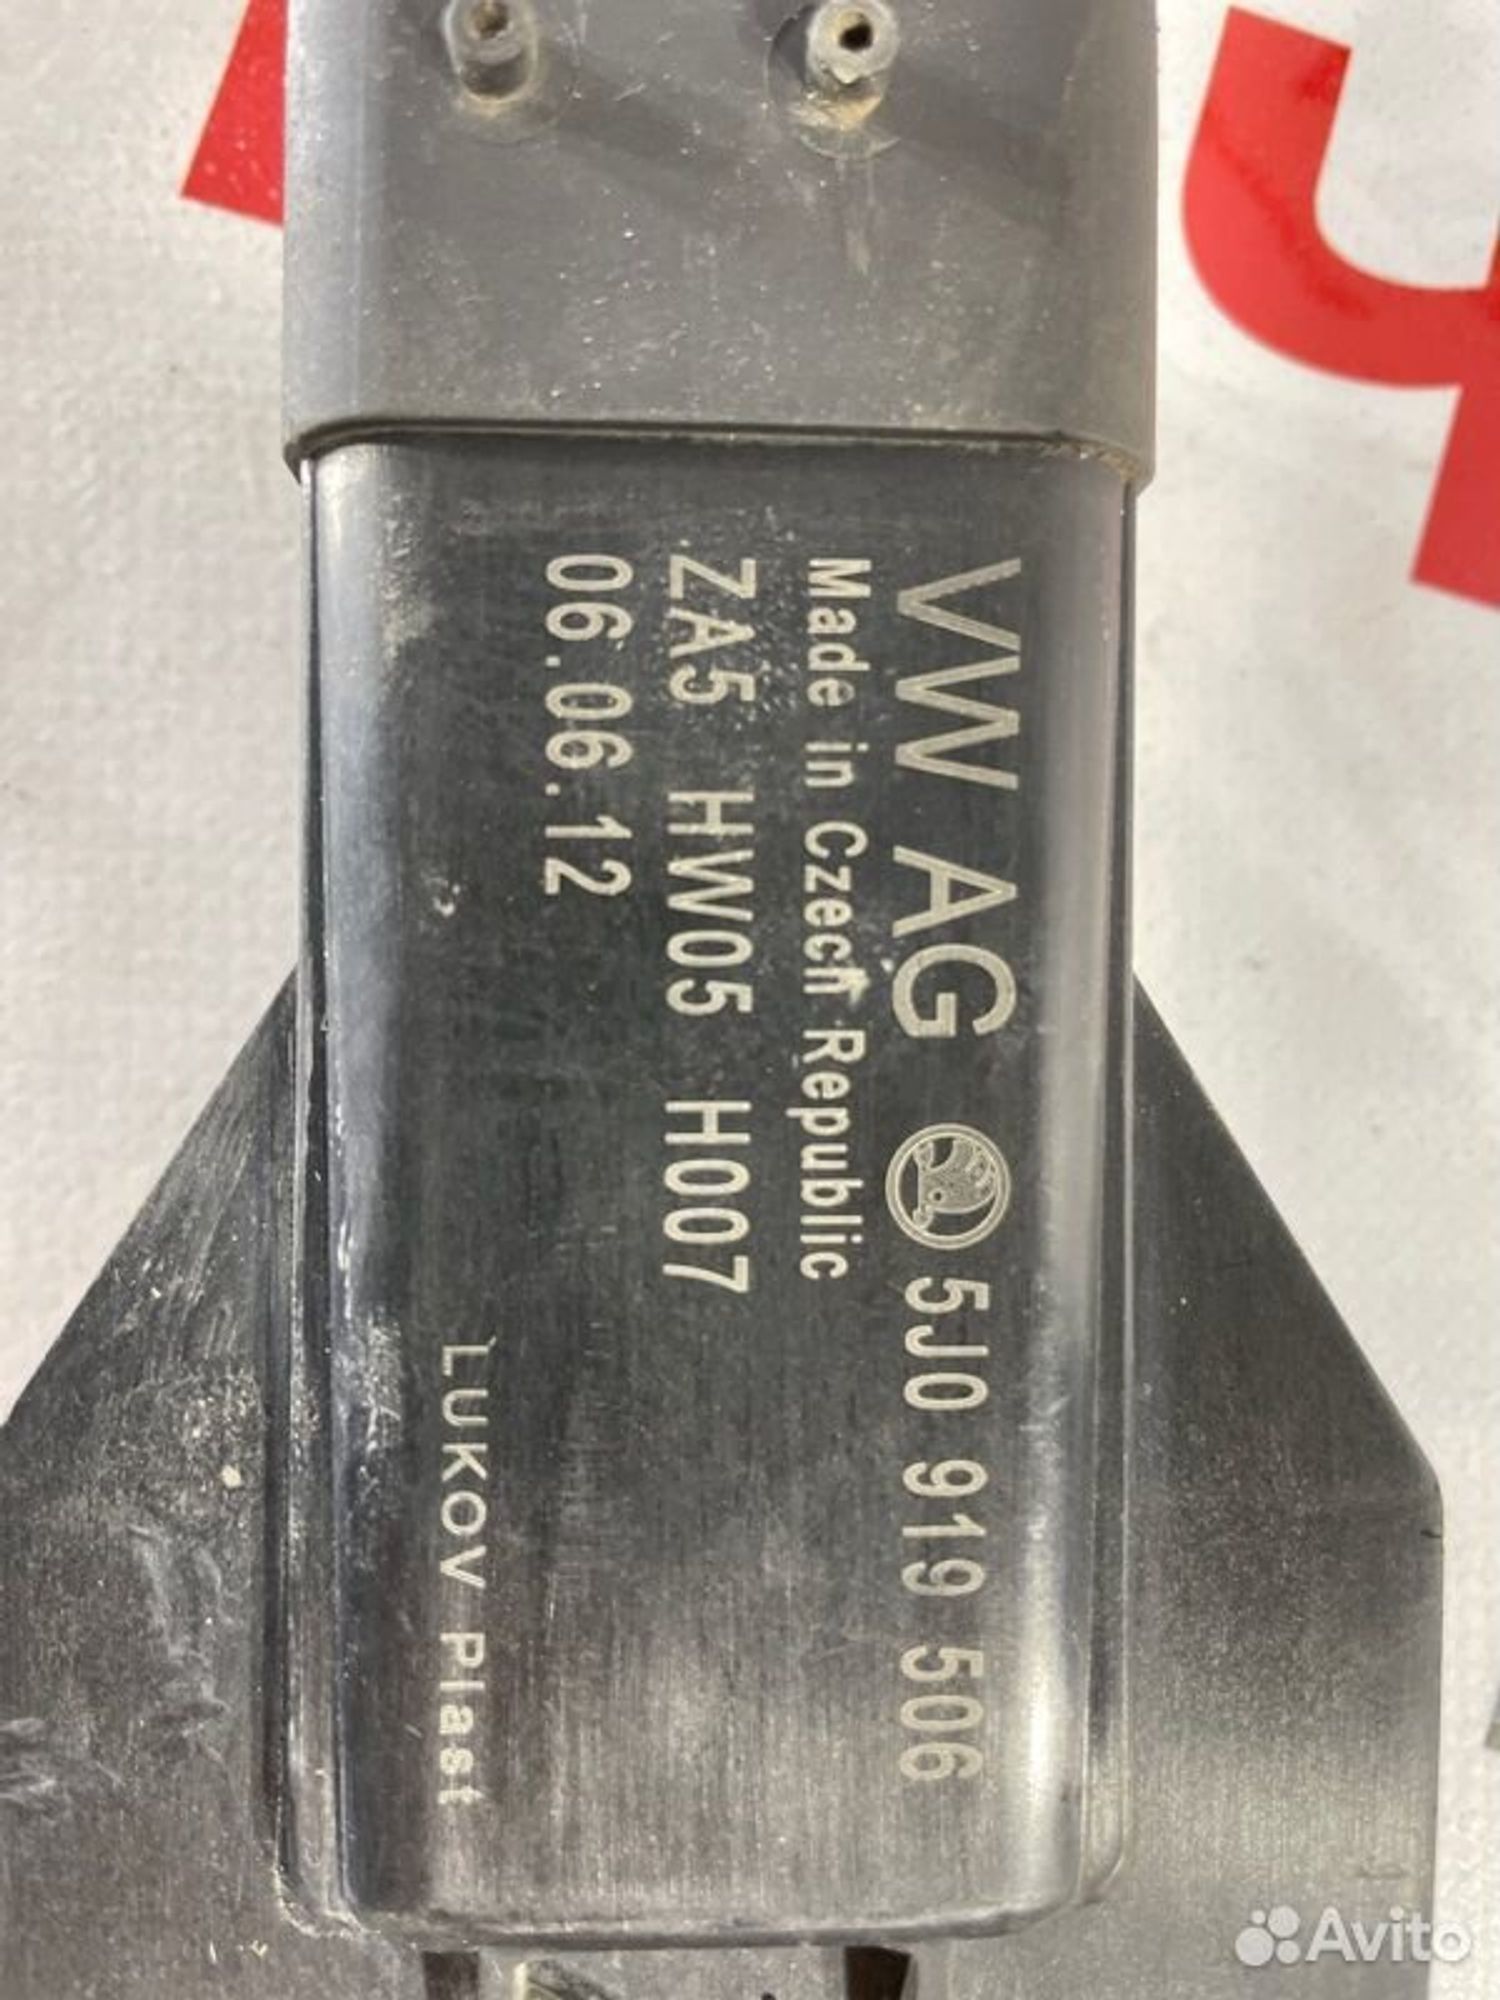 VW AG 5J0 919 506
Made in Czech Republic
ZA5 HW05 H007
06.06.12
LUKOV Plast
Avito